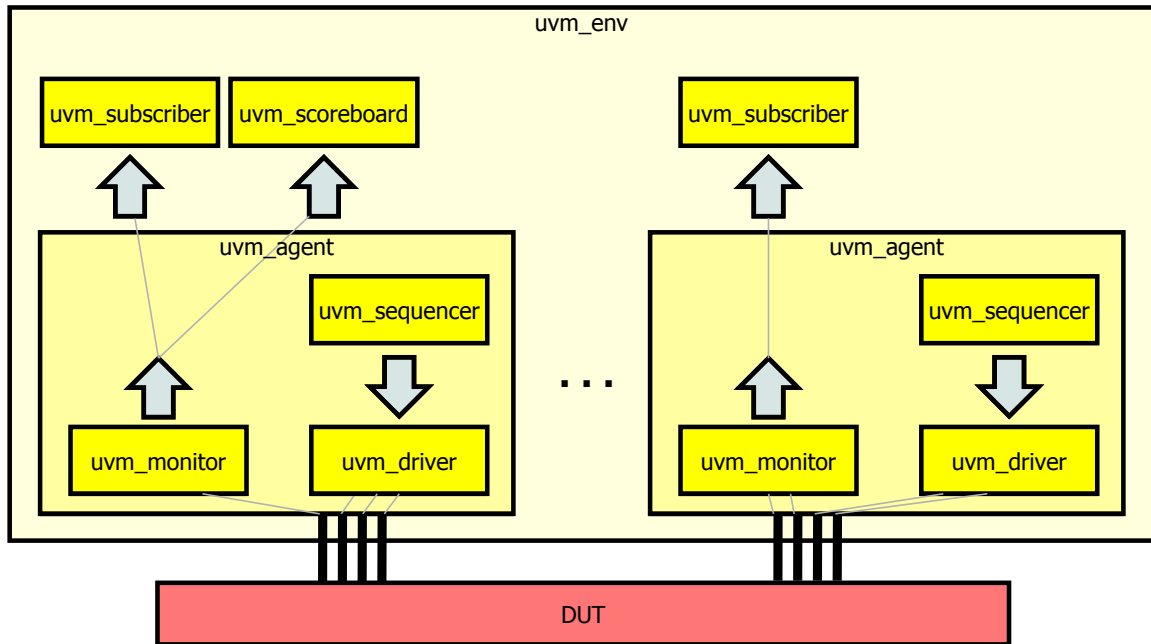 uvm_env
uvm_subscriber
uvm_scoreboard
uvm_subscriber
uvm_agent
uvm_agent
uvm_sequencer
uvm_sequencer
...
uvm_monitor
uvm_driver
uvm_monitor
uvm_driver
DUT